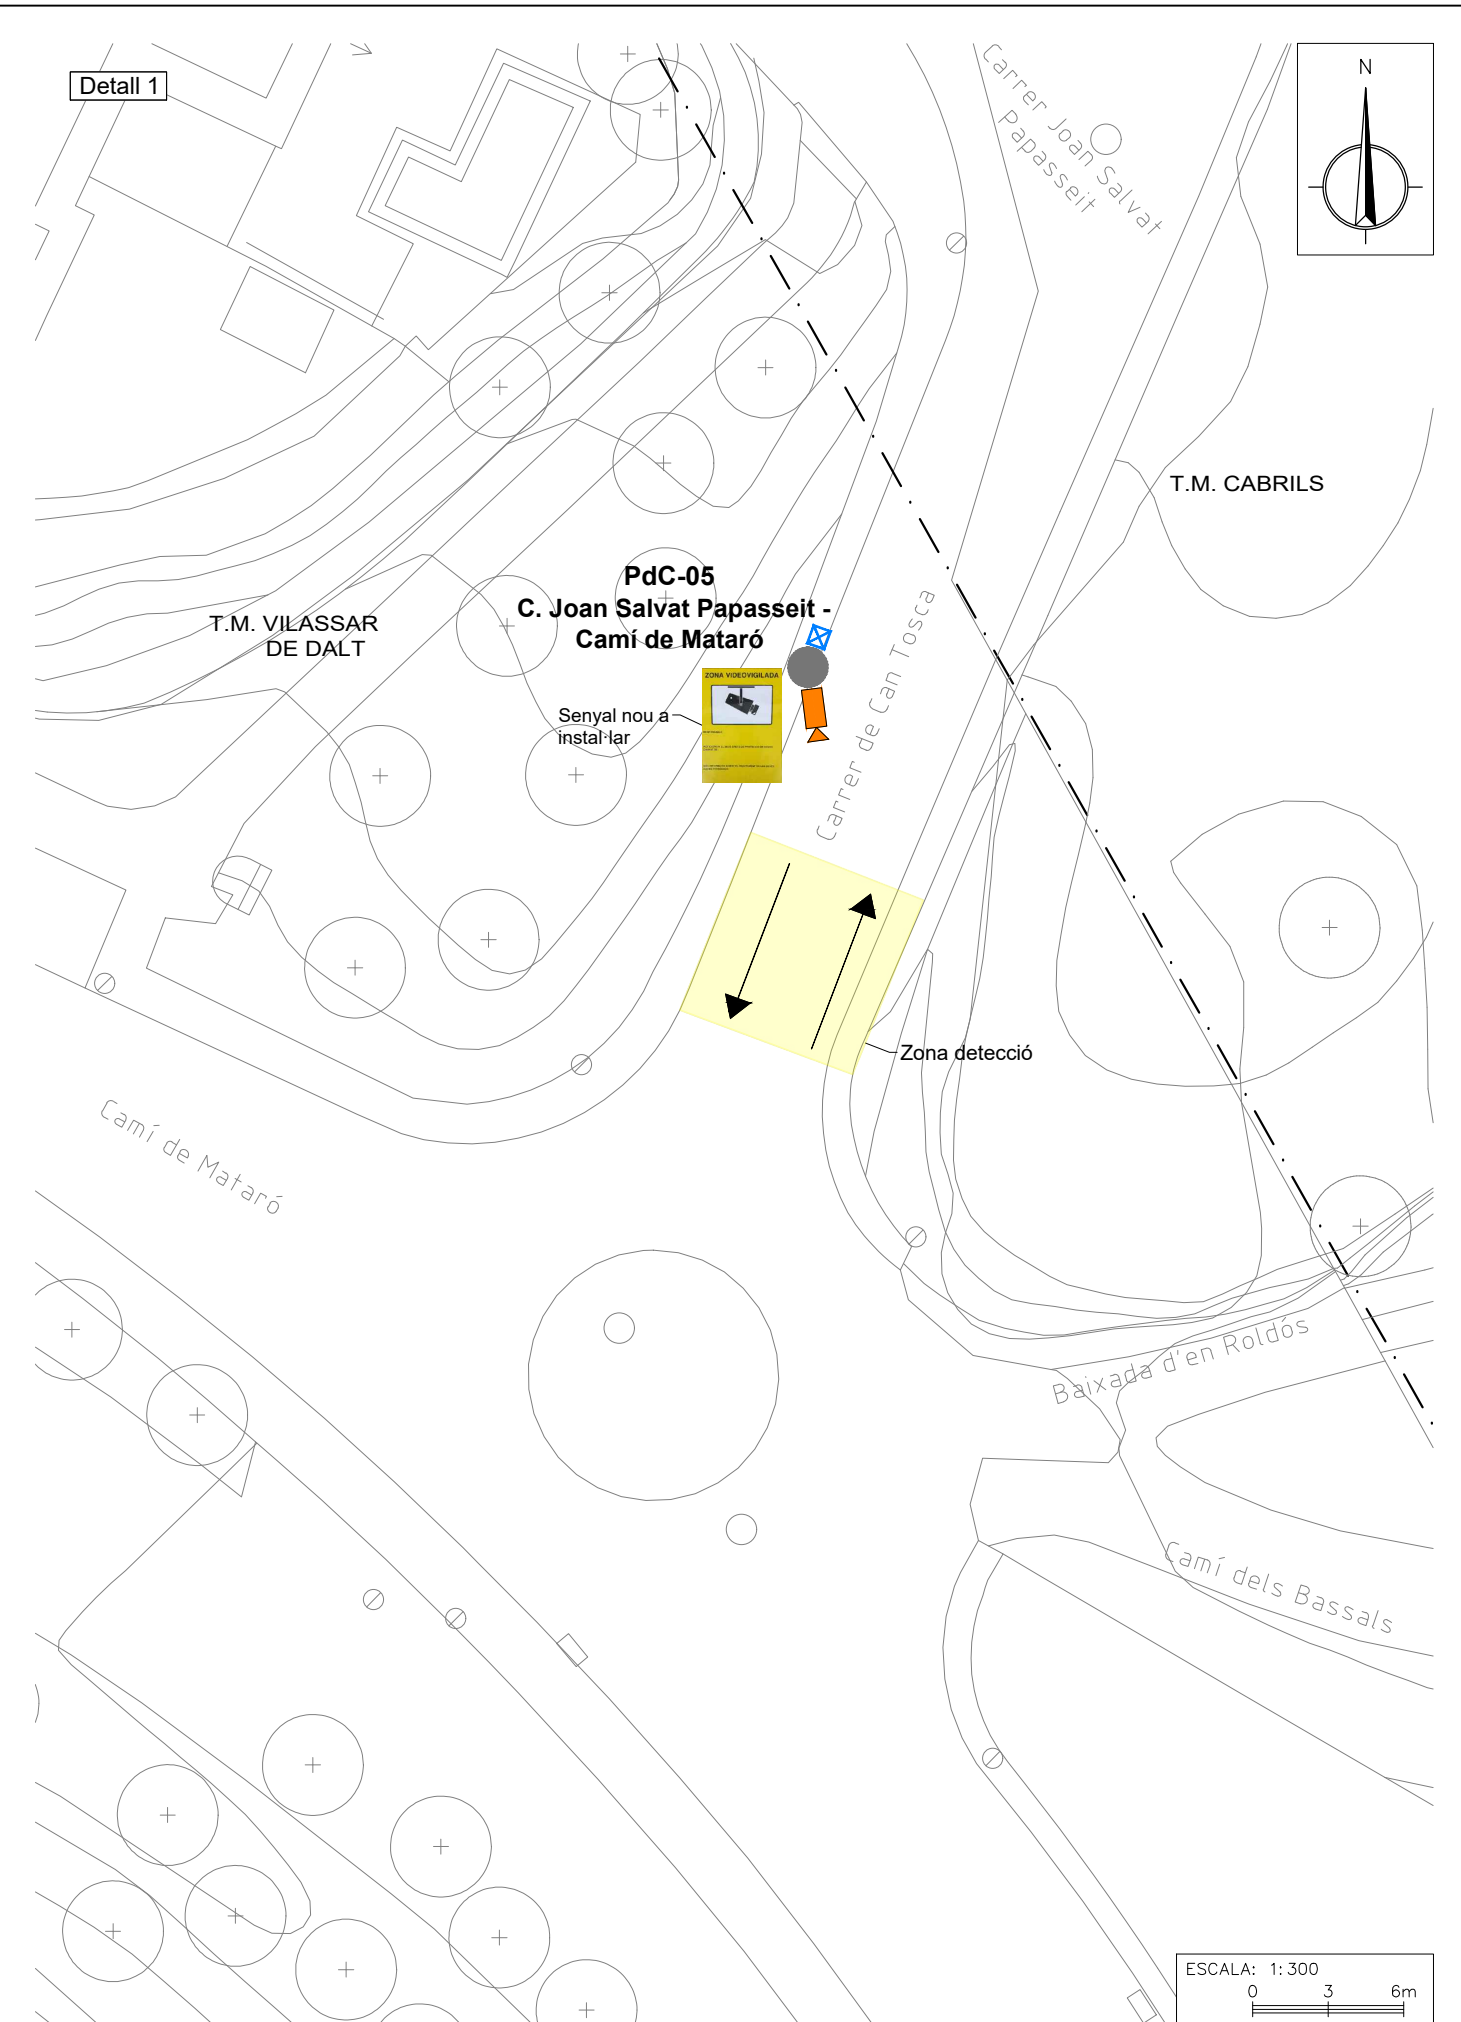 Detall 1
N
Carrer Joan Salvat
Papasseit
T.M. CABRILS
PdC-05
C. Joan Salvat Papasseit -
Camí de Mataró
T.M. VILASSAR
DE DALT
ZONA VIDEOVIGILADA
Senyal nou a
instal·lar
Carrer de Can Tosca
Zona detecció
Camí de Mataró
Baixada d'en Roldós
Camí dels Bassals
ESCALA: 1:300
0 3 6m